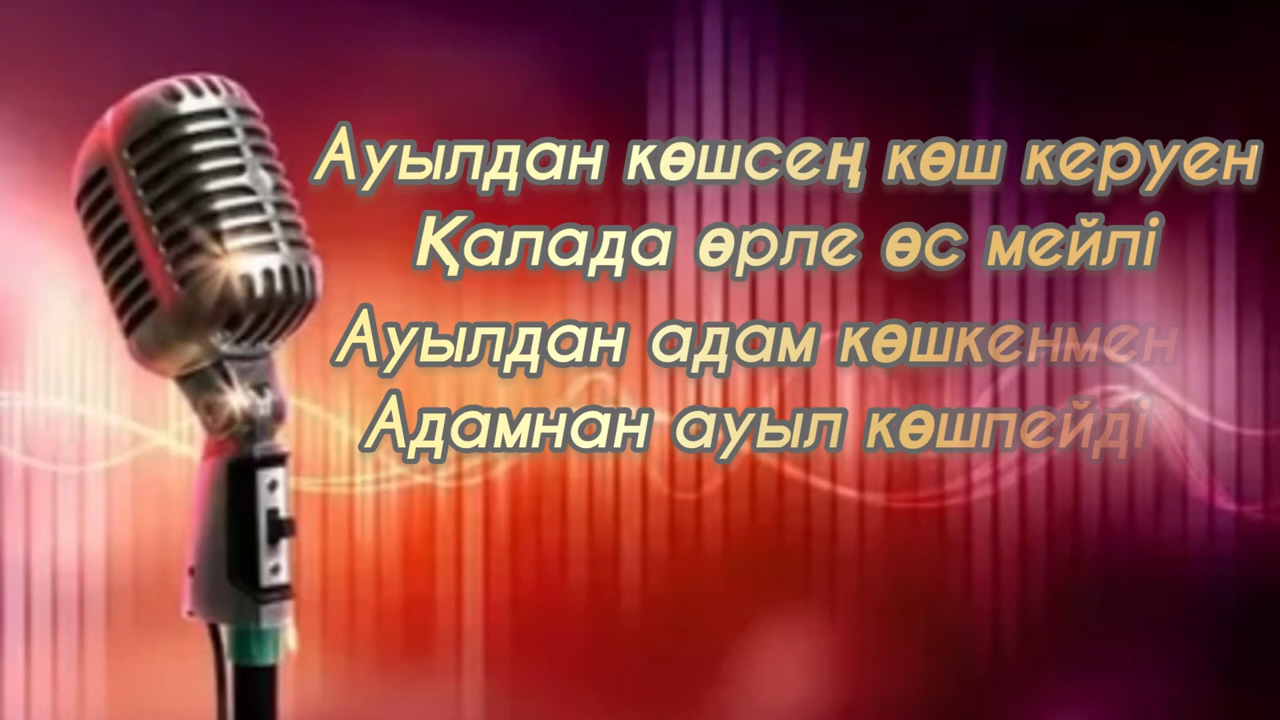 Ауылдан көшсең көш керуен
Қалада өрле өс мейлі
Ауылдан адам көшкенмен
Адамнан ауыл көшпейді